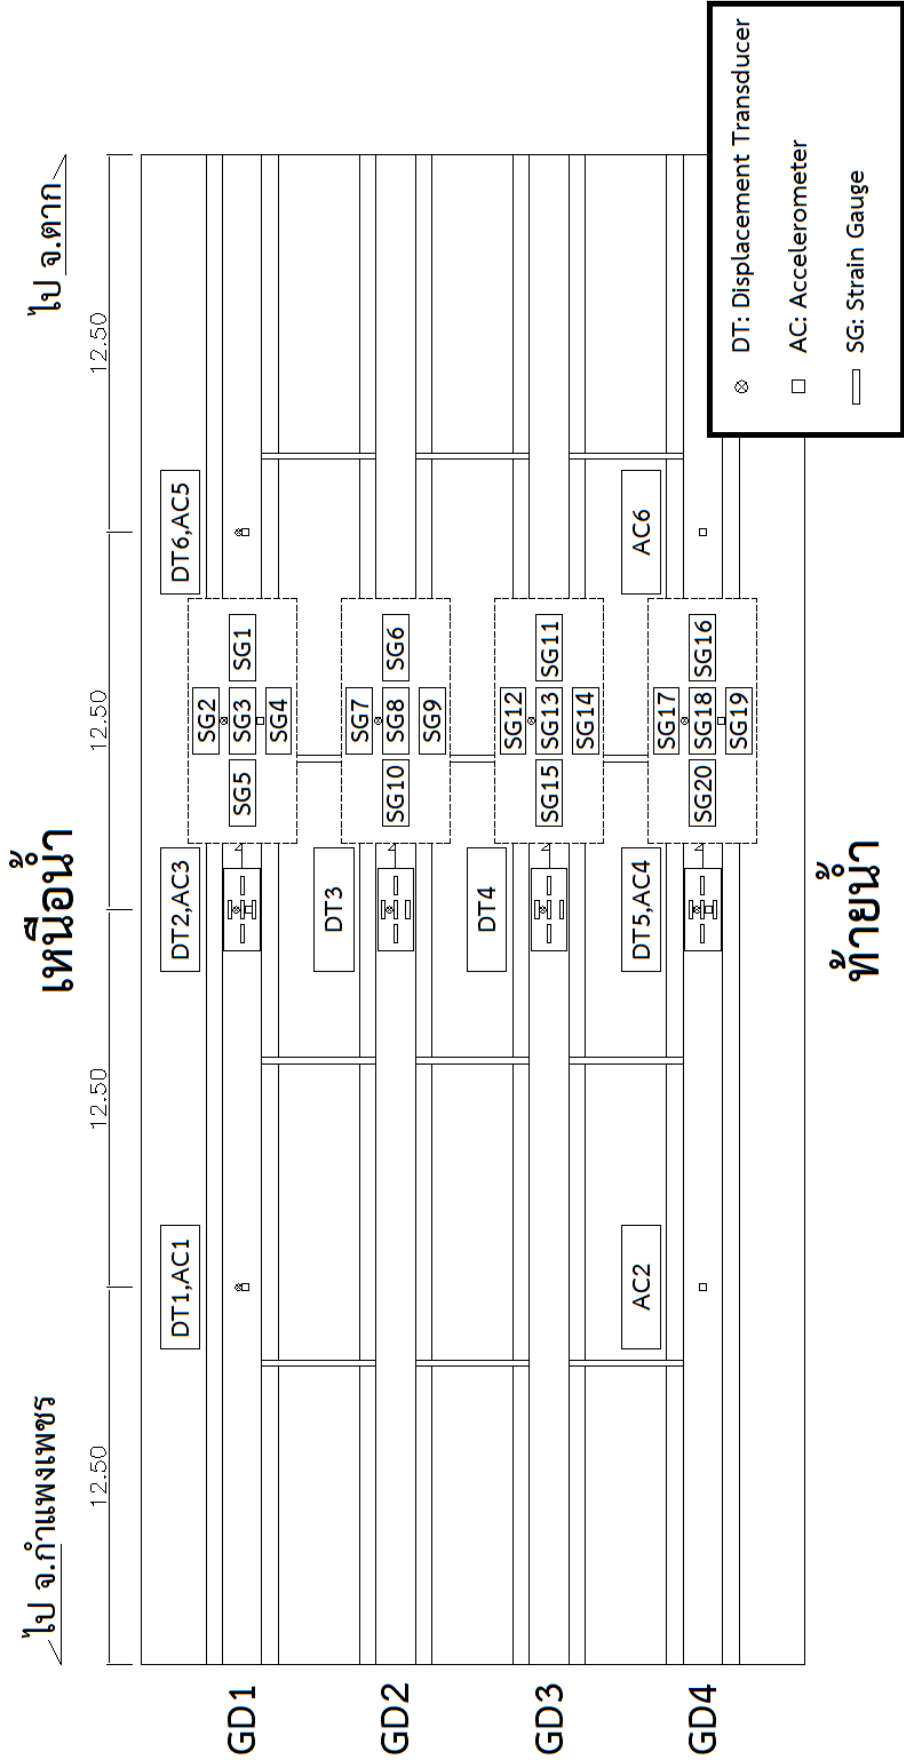 ไป จ.กำแพงเพชร
ไป จ.ตาก
เหนือน้ำ
12.50
12.50
12.50
12.50
DT1,AC1
DT2,AC3
DT6,AC5
GD1
SG2
SG5
SG3
SG1
SG4
DT3
GD2
SG7
SG10
SG8
SG6
SG9
DT4
GD3
SG12
SG15
SG13
SG11
SG14
AC2
DT5,AC4
AC6
GD4
SG17
SG20
SG18
SG16
SG19
ท้ายน้ำ
DT: Displacement Transducer
AC: Accelerometer
SG: Strain Gauge